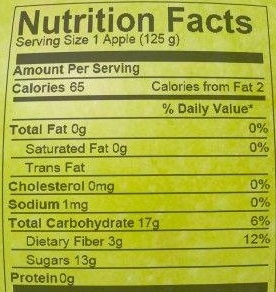 Nutrition Facts
Serving Size 1 Apple (125 g)
Amount Per Serving
Calories 65 Calories from Fat 2
% Daily Value*
Total Fat 0g 0%
Saturated Fat 0g 0%
Trans Fat
Cholesterol 0mg 0%
Sodium 1mg 0%
Total Carbohydrate 17g 6%
Dietary Fiber 3g 12%
Sugars 13g
Protein 0g